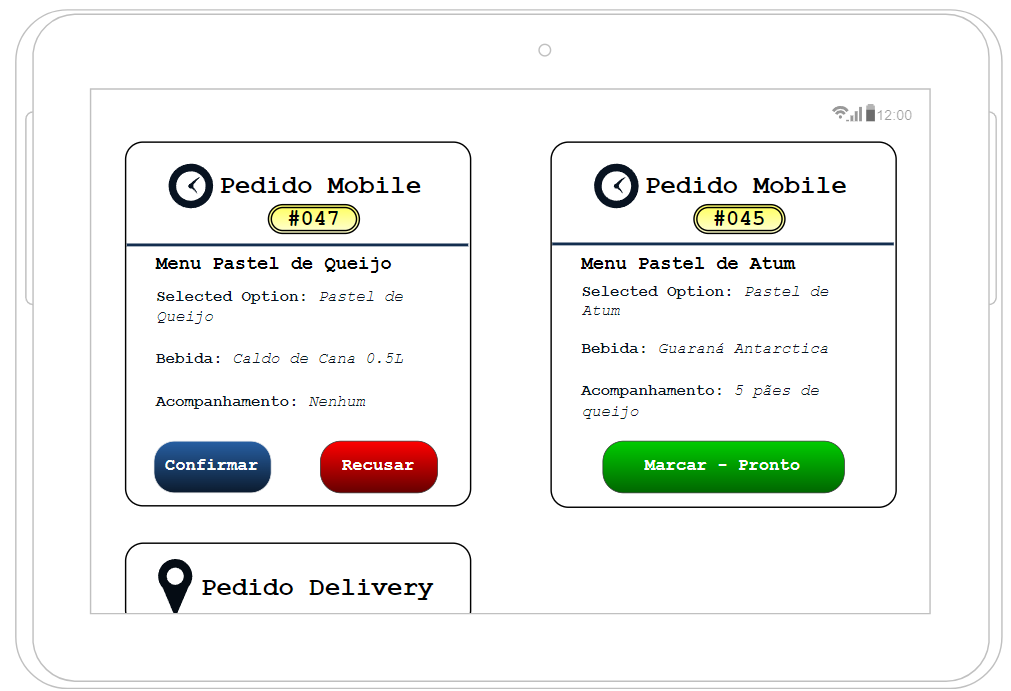 12:00
Pedido Mobile
#047
Menu Pastel de Queijo
Selected Option: Pastel de
Queijo
Bebida: Caldo de Cana 0.5L
Acompanhamento: Nenhum
Confirmar
Recusar
Pedido Mobile
#045
Menu Pastel de Atum
Selected Option: Pastel de
Atum
Bebida: Guaraná Antarctica
Acompanhamento: 5 pães de
queijo
Marcar - Pronto
Pedido Delivery